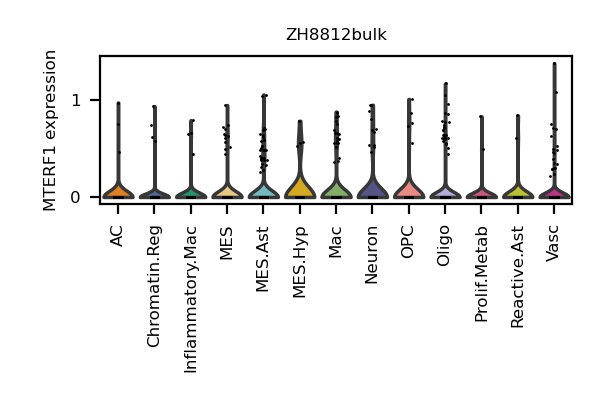 ZH8812bulk
MTERF1 expression
1
0
AC
Chromatin.Reg
Inflammatory.Mac
MES
MES.Ast
MES.Hyp
Mac
Neuron
OPC
Oligo
Prolif.Metab
Reactive.Ast
Vasc